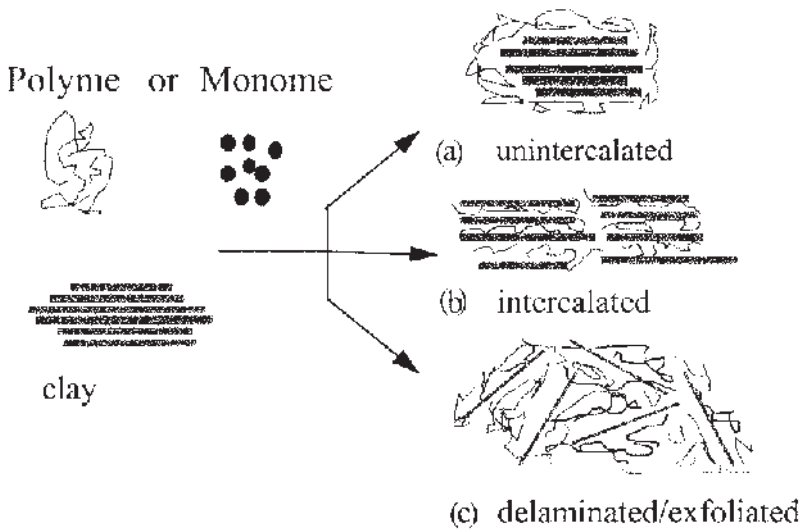 Polyme or Monome
(a) unintercalated
(b) intercalated
clay
(c) delaminated/exfoliated